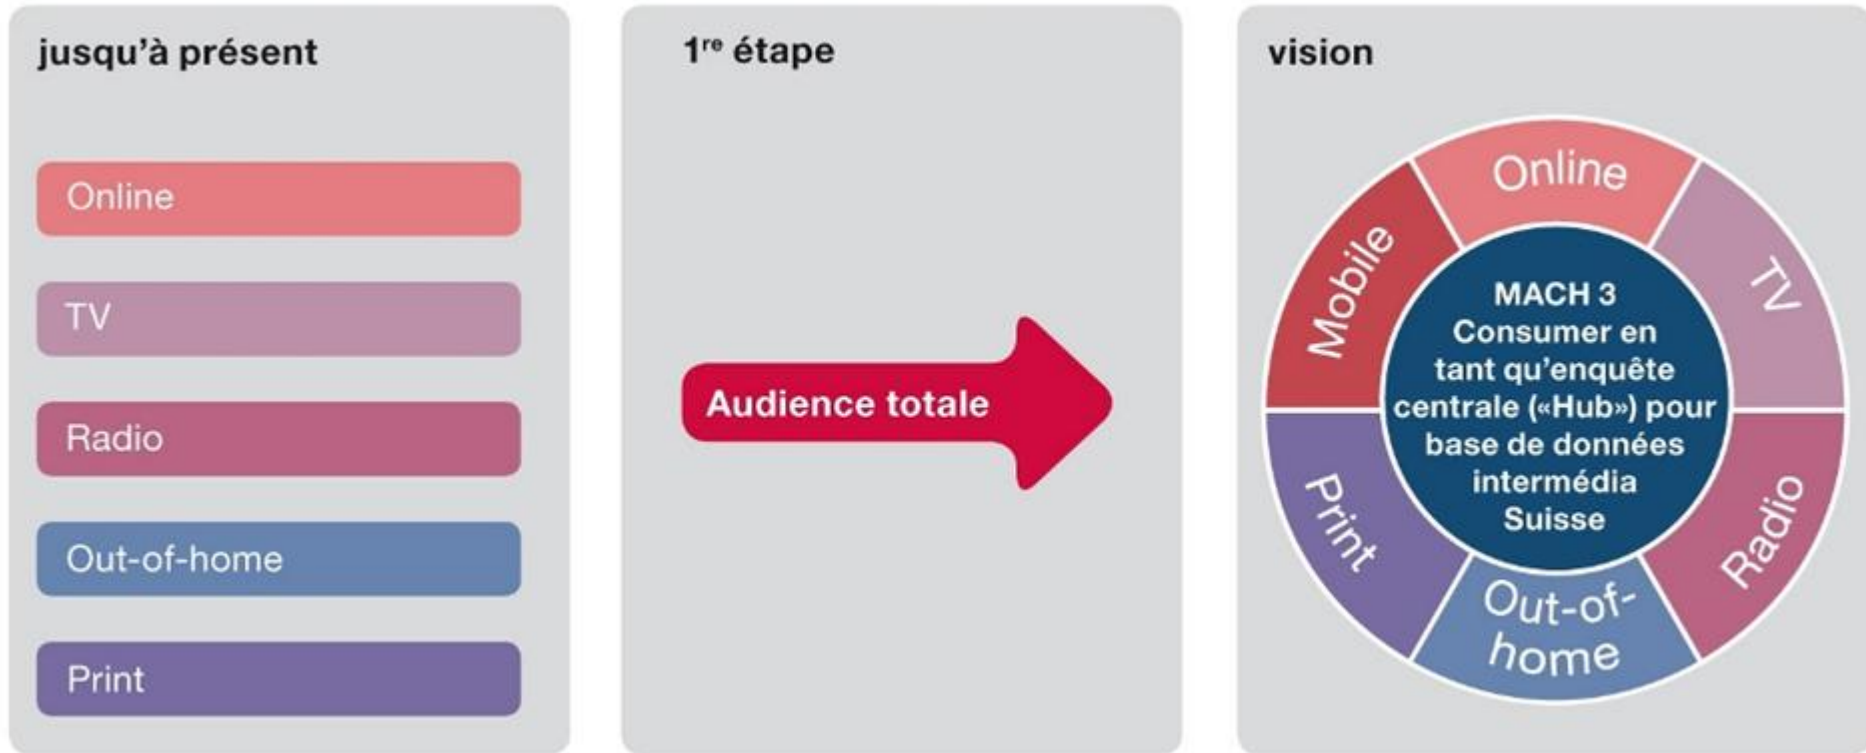 jusqu'à présent
Online
TV
Radio
Out-of-home
Print
1re étape
Audience totale
vision
Online
TV
Radio
Out-of-
home
Print
Mobile
MACH 3
Consumer en
tant qu'enquête
centrale («Hub») pour
base de données
intermédia
Suisse